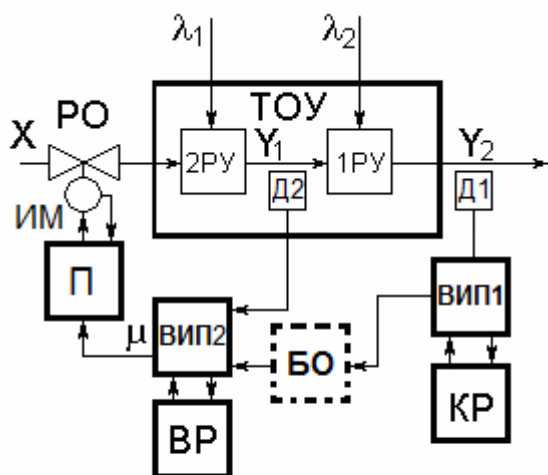 λ1 λ2
X РО ТОУ
2РУ Y1 1РУ Y2
Д2 Д1
ИМ
П ВИП1
μ ВИП2 БО
ВР КР